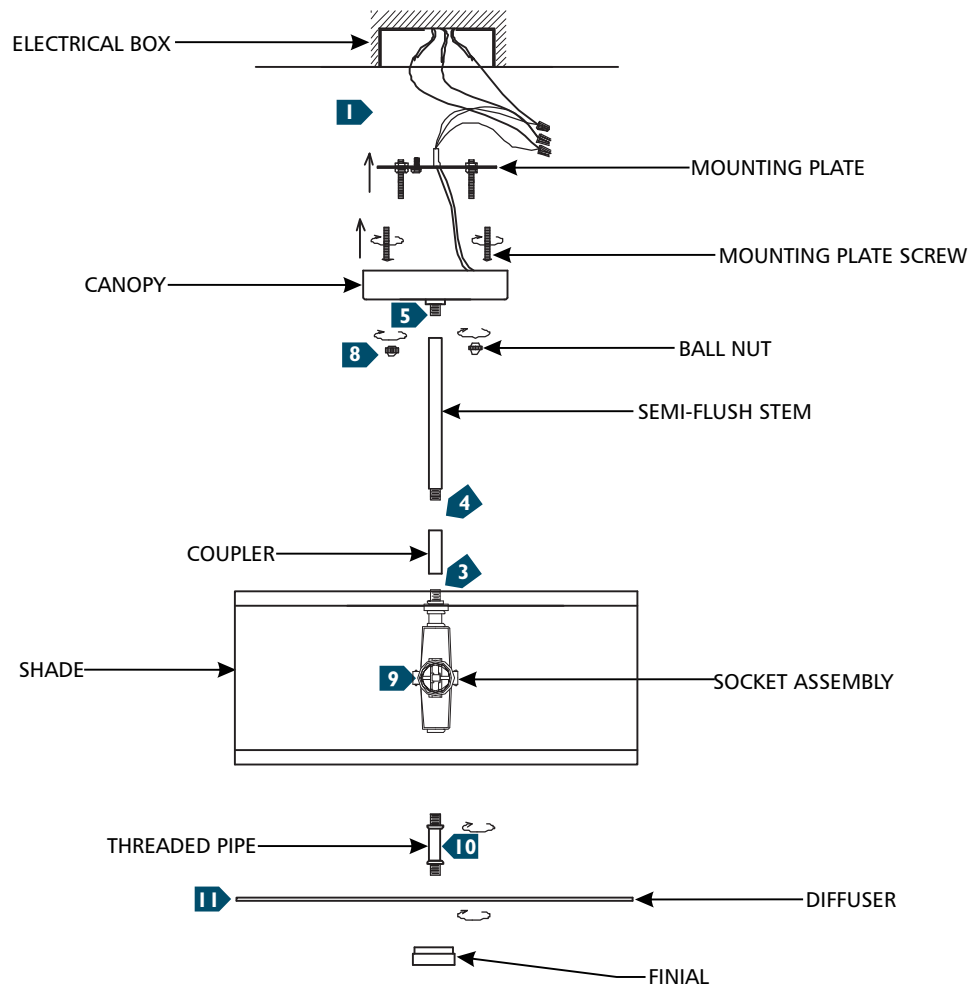 ELECTRICAL BOX
1
MOUNTING PLATE
MOUNTING PLATE SCREW
CANOPY
5
8
BALL NUT
SEMI-FLUSH STEM
4
COUPLER
3
SHADE
9
SOCKET ASSEMBLY
THREADED PIPE
10
11
DIFFUSER
FINIAL